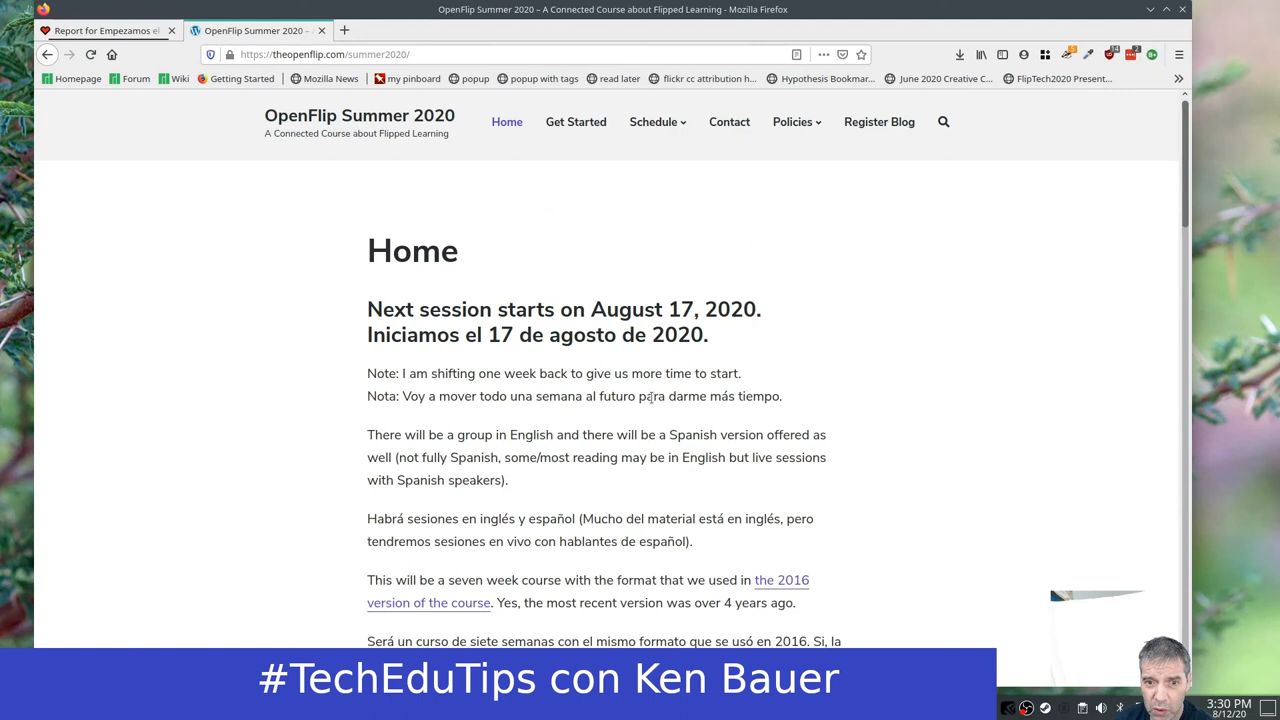 OpenFlip Summer 2020 – A Connected Course about Flipped Learning - Mozilla Firefox
Report for Empezamos el
OpenFlip Summer 2020 – A
https://theopenflip.com/summer2020/
Homepage Forum Wiki Getting Started Mozilla News my pinboard popup popup with tags read later flickr cc attribution h... Hypothesis Bookmar... June 2020 Creative C... FlipTech2020 Present...
OpenFlip Summer 2020
A Connected Course about Flipped Learning
Home Get Started Schedule Contact Policies Register Blog
Home
Next session starts on August 17, 2020.
Iniciamos el 17 de agosto de 2020.
Note: I am shifting one week back to give us more time to start.
Nota: Voy a mover todo una semana al futuro para darme más tiempo.
There will be a group in English and there will be a Spanish version offered as
well (not fully Spanish, some/most reading may be in English but live sessions
with Spanish speakers).
Habrá sesiones en inglés y español (Mucho del material está en inglés, pero
tendremos sesiones en vivo con hablantes de español).
This will be a seven week course with the format that we used in the 2016
version of the course. Yes, the most recent version was over 4 years ago.
Será un curso de siete semanas con el mismo formato que se usó en 2016. Si, la
#TechEduTips con Ken Bauer
3:30 PM
8/12/20